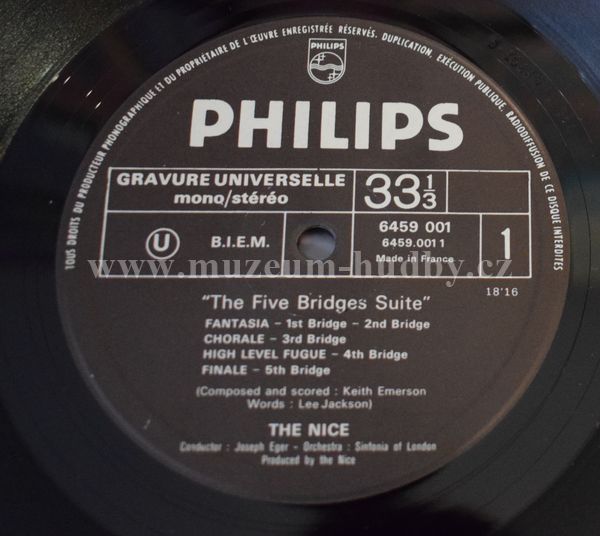 TOUS DROITS DU PRODUCTEUR PHONOGRAPHIQUE ET DU PROPRIÉTAIRE DE L'ŒUVRE ENREGISTRÉE RÉSERVÉS. DUPLICATION, EXÉCUTION PUBLIQUE, RADIODIFFUSION DE CE DISQUE INTERDITES
PHILIPS
PHILIPS
GRAVURE UNIVERSELLE
mono/stéréo
33 1/3
U
B.I.E.M.
6459 001
6459.001 1
Made in France
1
www.muzeum-hudby.cz
"The Five Bridges Suite"
18'16
FANTASIA - 1st Bridge - 2nd Bridge
CHORALE - 3rd Bridge
HIGH LEVEL FUGUE - 4th Bridge
FINALE - 5th Bridge
(Composed and scored : Keith Emerson
Words : Lee Jackson)
THE NICE
Conductor : Joseph Eger - Orchestra : Sinfonia of London
Produced by the Nice